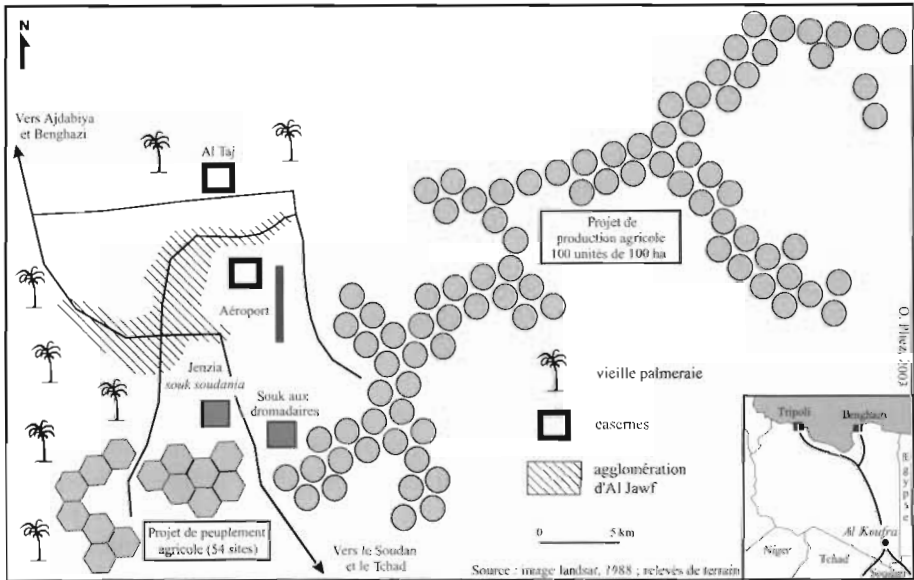 N
Vers Ajdabiya
et Benghazi
Al Taj
Projet de
production agricole
100 unités de 100 ha
Aéroport
Jenzia
souk soudania
Souk aux
dromadaires
Projet de peuplement
agricole (54 sites)
Vers le Soudan
et le Tchad
vieille palmeraie
casernes
agglomération
d'Al Jawf
0 5 km
Source : image landsat, 1988 ; relevés de terrain
2003
Tripoli
Benghazi
Egypte
Al Koufra
Niger
Tchad
Soudan